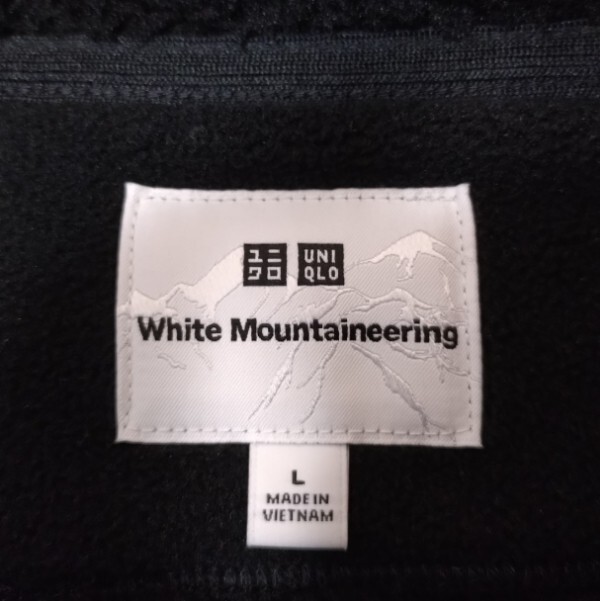 ユニ UNI
クロ QLO
White Mountaineering
L
MADE IN
VIETNAM